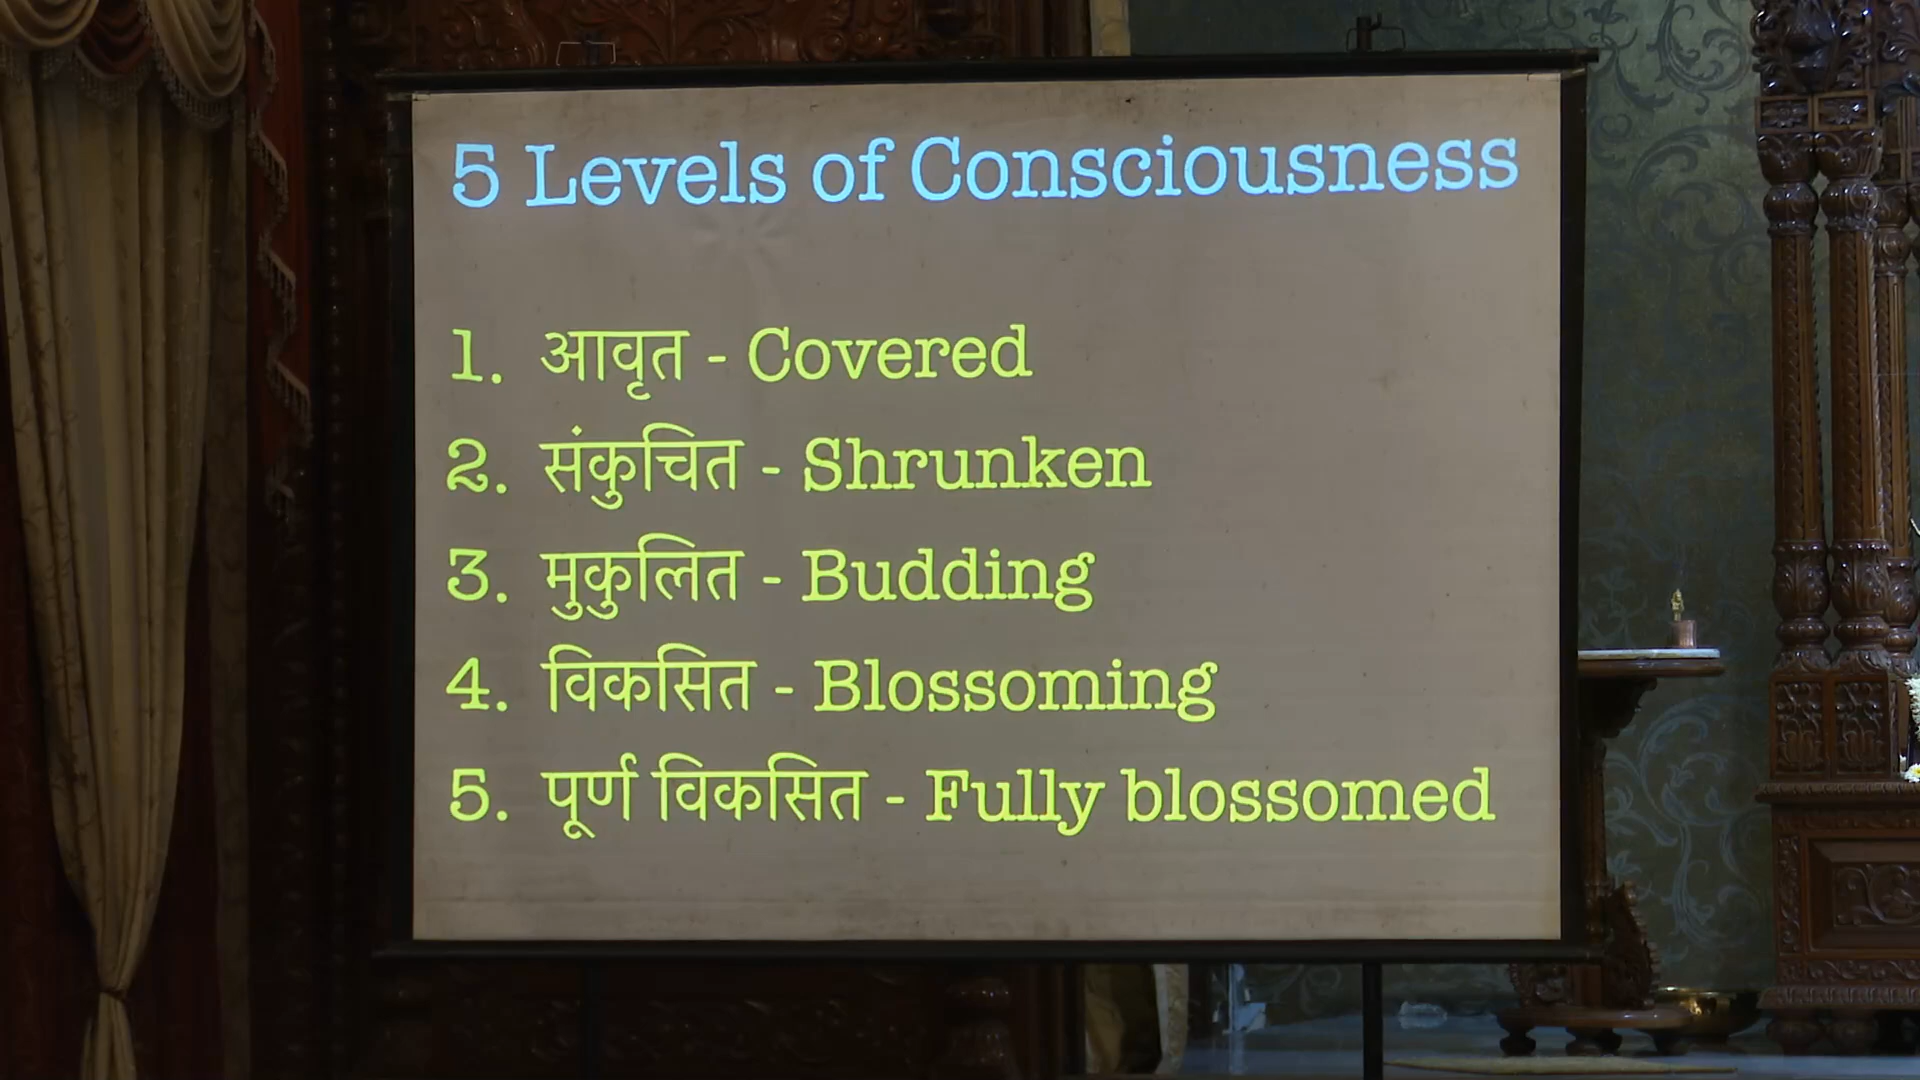 5 Levels of Consciousness
1. आवृत - Covered
2. संकुचित - Shrunken
3. मुकुलित - Budding
4. विकसित - Blossoming
5. पूर्ण विकसित - Fully blossomed